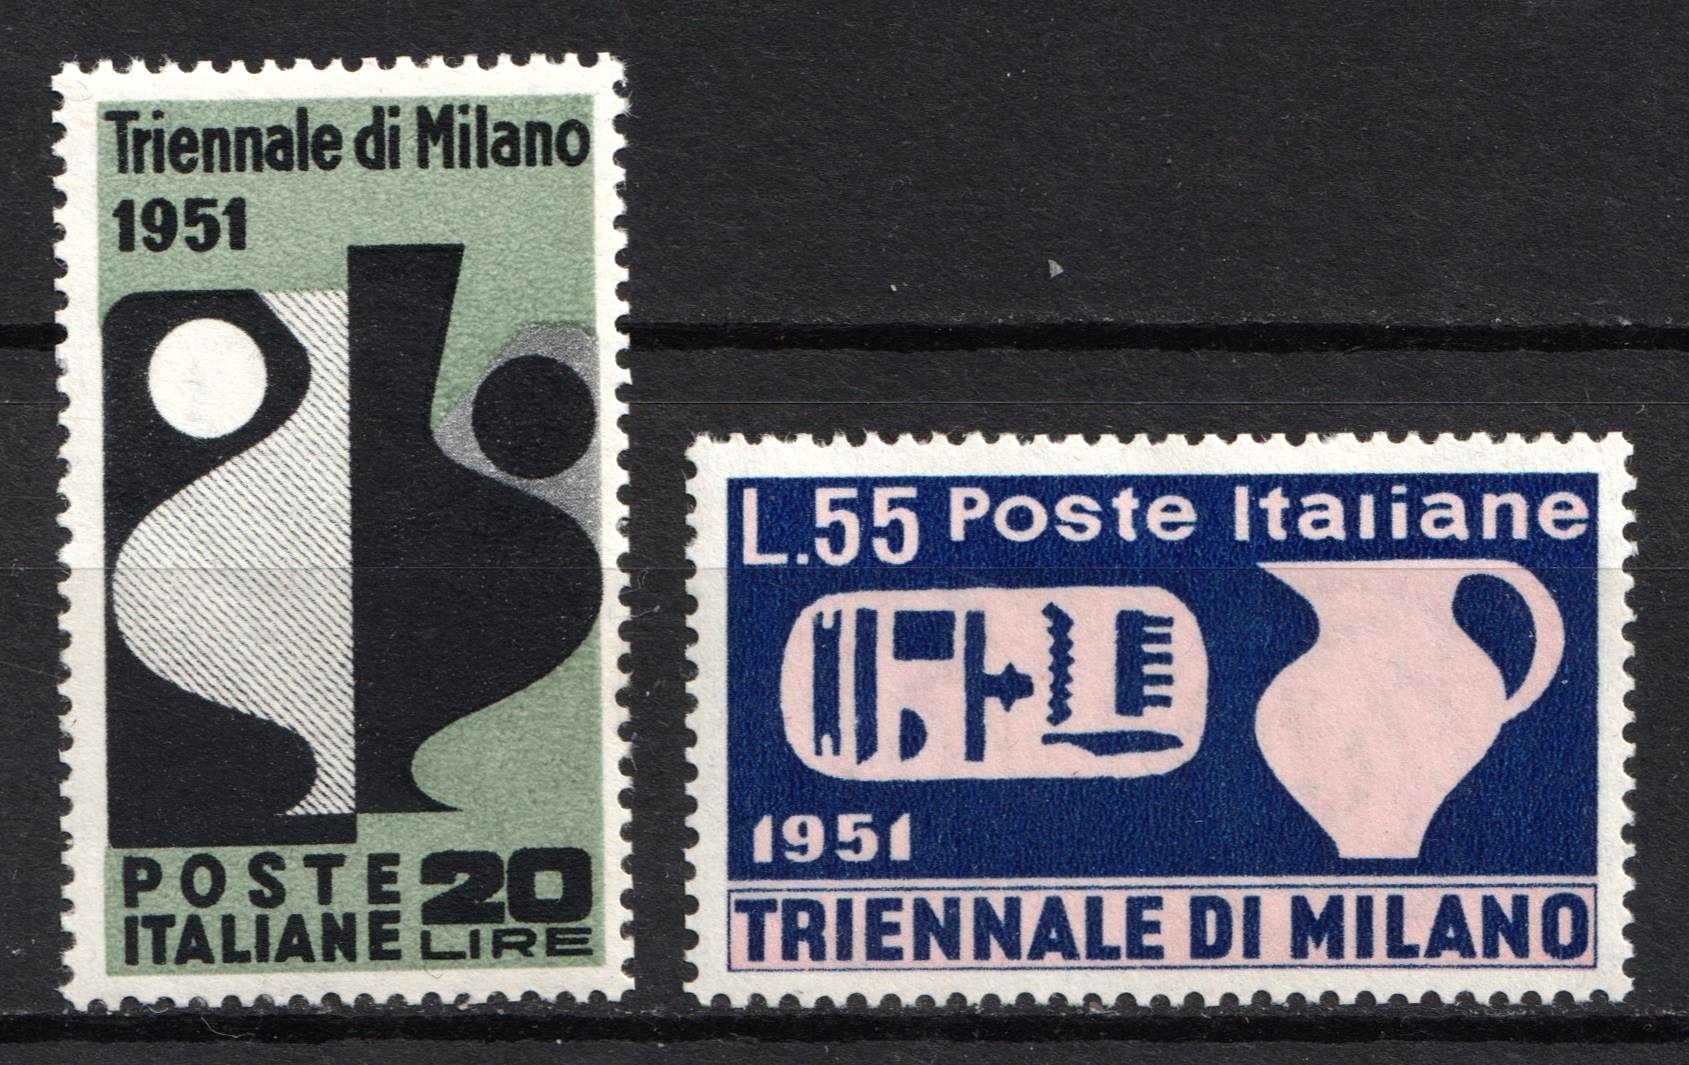 Triennale di Milano
1951
POSTE
ITALIANE
20
LIRE
L.55 Poste Italiane
1951
TRIENNALE DI MILANO